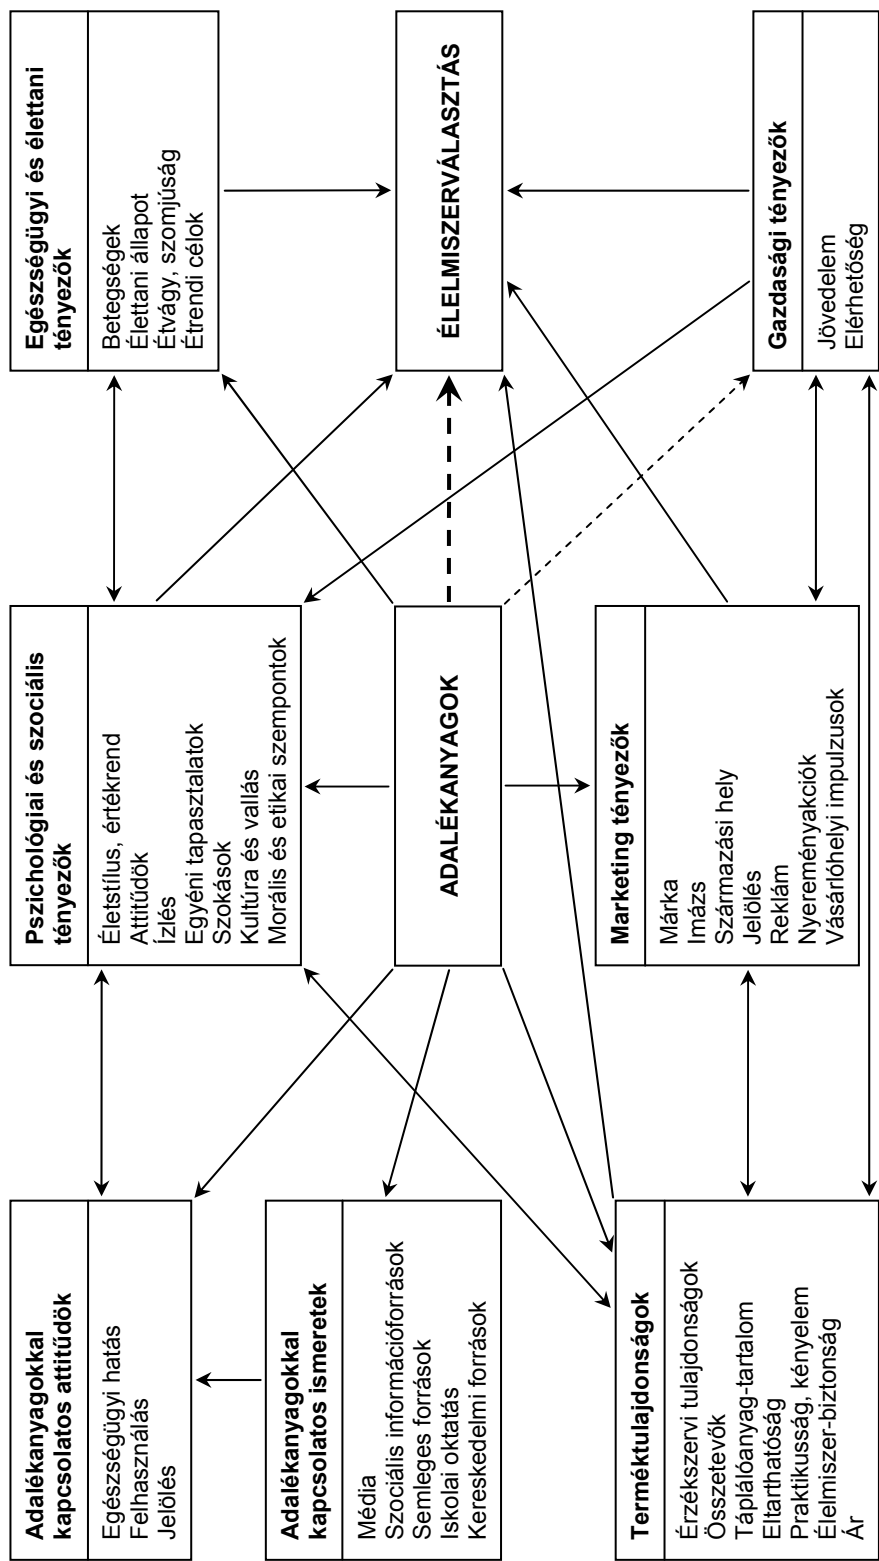 Adalékanyagokkal
kapcsolatos attitűdök
Egészségügyi hatás
Felhasználás
Jelölés
Adalékanyagokkal
kapcsolatos ismeretek
Média
Szociális információforrások
Semleges források
Iskolai oktatás
Kereskedelmi források
Terméktulajdonságok
Érzékszervi tulajdonságok
Összetevők
Táplálóanyag-tartalom
Eltarthatóság
Praktikusság, kényelem
Élelmiszer-biztonság
Ár
Pszichológiai és szociális
tényezők
Életstílus, értékrend
Attitűdök
Ízlés
Egyéni tapasztalatok
Szokások
Kultúra és vallás
Morális és etikai szempontok
ADALÉKANYAGOK
Marketing tényezők
Márka
Imázs
Származási hely
Jelölés
Reklám
Nyereményakciók
Vásárlóhelyi impulzusok
Egészségügyi és élettani
tényezők
Betegségek
Élettani állapot
Étvágy, szomjúság
Étrendi célok
ÉLELMISZERVÁLASZTÁS
Gazdasági tényezők
Jövedelem
Elérhetőség